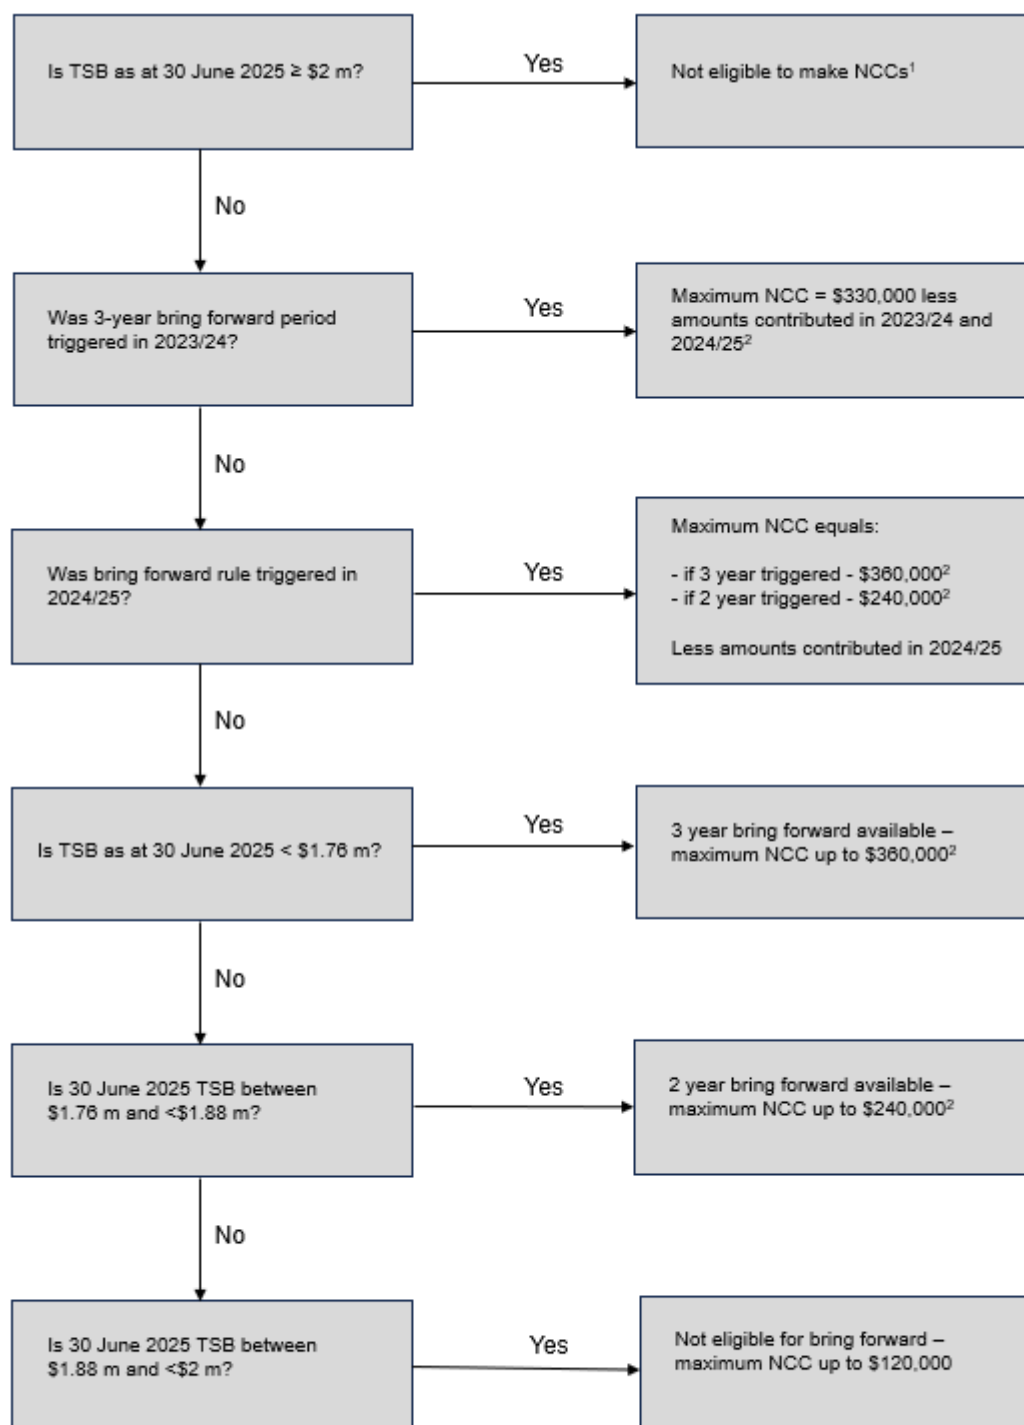 Is TSB as at 30 June 2025 ≥ $2 m?
Yes
Not eligible to make NCCs¹
No
Was 3-year bring forward period
triggered in 2023/24?
Yes
Maximum NCC = $330,000 less
amounts contributed in 2023/24 and
2024/25²
No
Was bring forward rule triggered in
2024/25?
Yes
Maximum NCC equals:
- if 3 year triggered - $360,000²
- if 2 year triggered - $240,000²
Less amounts contributed in 2024/25
No
Is TSB as at 30 June 2025 < $1.76 m?
Yes
3 year bring forward available –
maximum NCC up to $360,000²
No
Is 30 June 2025 TSB between
$1.76 m and <$1.88 m?
Yes
2 year bring forward available –
maximum NCC up to $240,000²
No
Is 30 June 2025 TSB between
$1.88 m and <$2 m?
Yes
Not eligible for bring forward –
maximum NCC up to $120,000